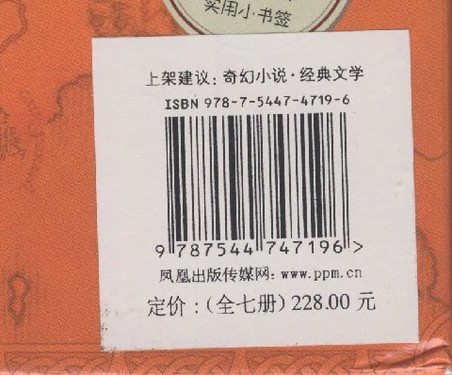 实用小书签
上架建议：奇幻小说·经典文学
ISBN 978-7-5447-4719-6
9 787544 747196 >
凤凰出版传媒网：www.ppm.cn
定价：（全七册）228.00 元